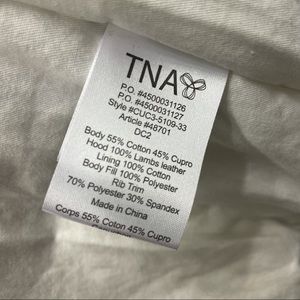 TNA
P.O. #4500031126
P.O. #4500031127
Style #CUC3-5109-33
Article #48701
DC2
Body 55% Cotton 45% Cupro
Hood 100% Lambs leather
Lining 100% Cotton
Body Fill 100% Polyester
Rib Trim
70% Polyester 30% Spandex
Made in China
Corps 55% Coton 45% Cupro